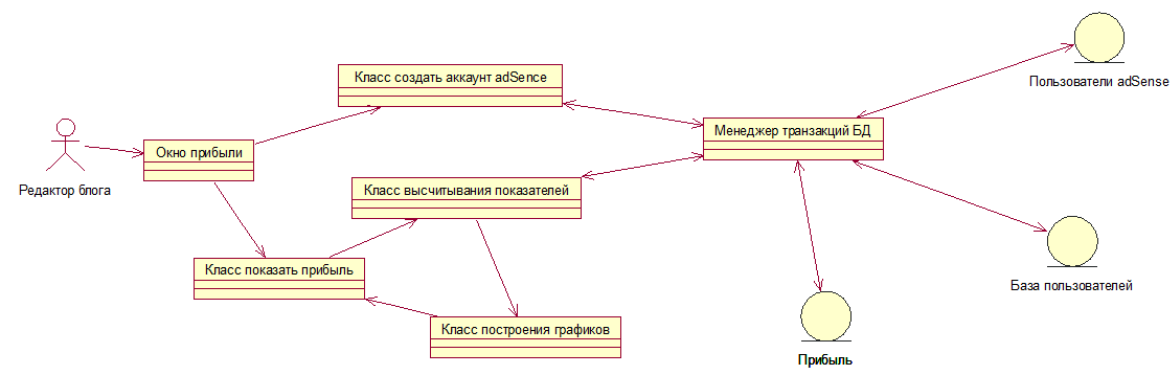 Пользователи adSense
Класс создать аккаунт adSence
Менеджер транзакций БД
Окно прибыли
Редактор блога
Класс высчитывания показателей
Класс показать прибыль
База пользователей
Класс построения графиков
Прибыль